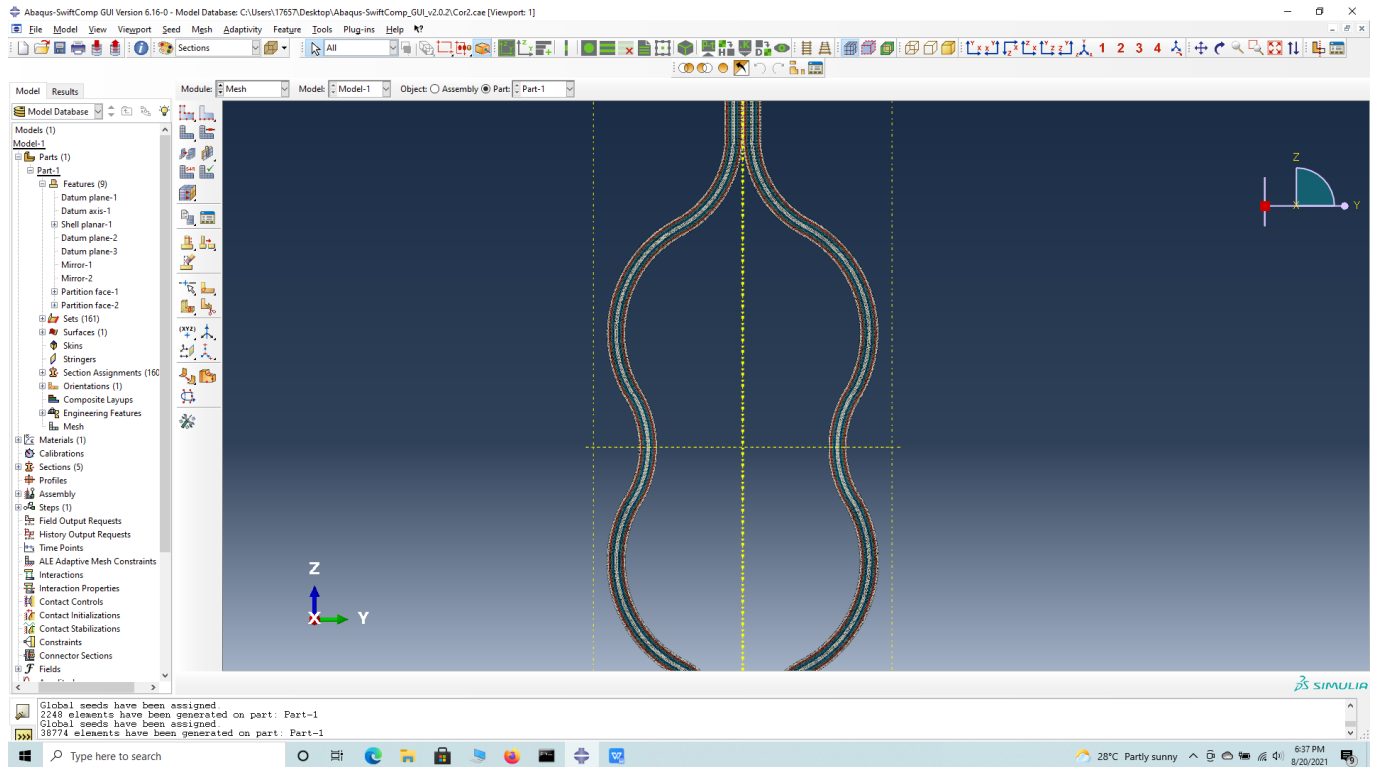 Abaqus-SwiftComp GUI Version 6.16-0 - Model Database: C:\Users\17657\Desktop\Abaqus-SwiftComp_GUI_v2.0.2\Cor2.cae [Viewport: 1]
File Model Viewport View Seed Mesh Adaptivity Feature Tools Plug-ins Help
Sections All 1 2 3 4
Model Results Module: Mesh Model: Model-1 Object: Assembly Part: Part-1
Model Database
Models (1)
Model-1
Parts (1)
Part-1
Features (9)
Datum plane-1
Datum axis-1
Shell planar-1
Datum plane-2
Datum plane-3
Mirror-1
Mirror-2
Partition face-1
Partition face-2
Sets (161)
Surfaces (1)
Skins
Stringers
Section Assignments (160
Orientations (1)
Composite Layups
Engineering Features
Mesh
Materials (1)
Calibrations
Sections (5)
Profiles
Assembly
Steps (1)
Field Output Requests
History Output Requests
Time Points
ALE Adaptive Mesh Constraints
Interactions
Interaction Properties
Contact Controls
Contact Initializations
Contact Stabilizations
Constraints
Connector Sections
Fields
(XYZ)
Z
X
Y
Z
X
Y
SIMULIA
Global seeds have been assigned.
2248 elements have been generated on part: Part-1
Global seeds have been assigned.
38774 elements have been generated on part: Part-1
Type here to search
28°C Partly sunny
6:37 PM
8/20/2021